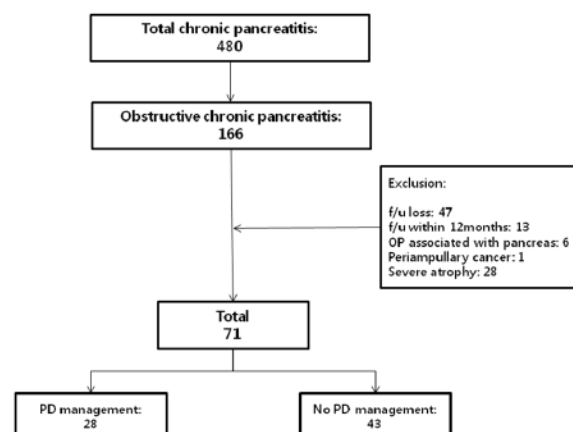 Total chronic pancreatitis:
480
Obstructive chronic pancreatitis:
166
Exclusion:
f/u loss: 47
f/u within 12months: 13
OP associated with pancreas: 6
Periampullary cancer: 1
Severe atrophy: 28
Total
71
PD management:
28
No PD management:
43